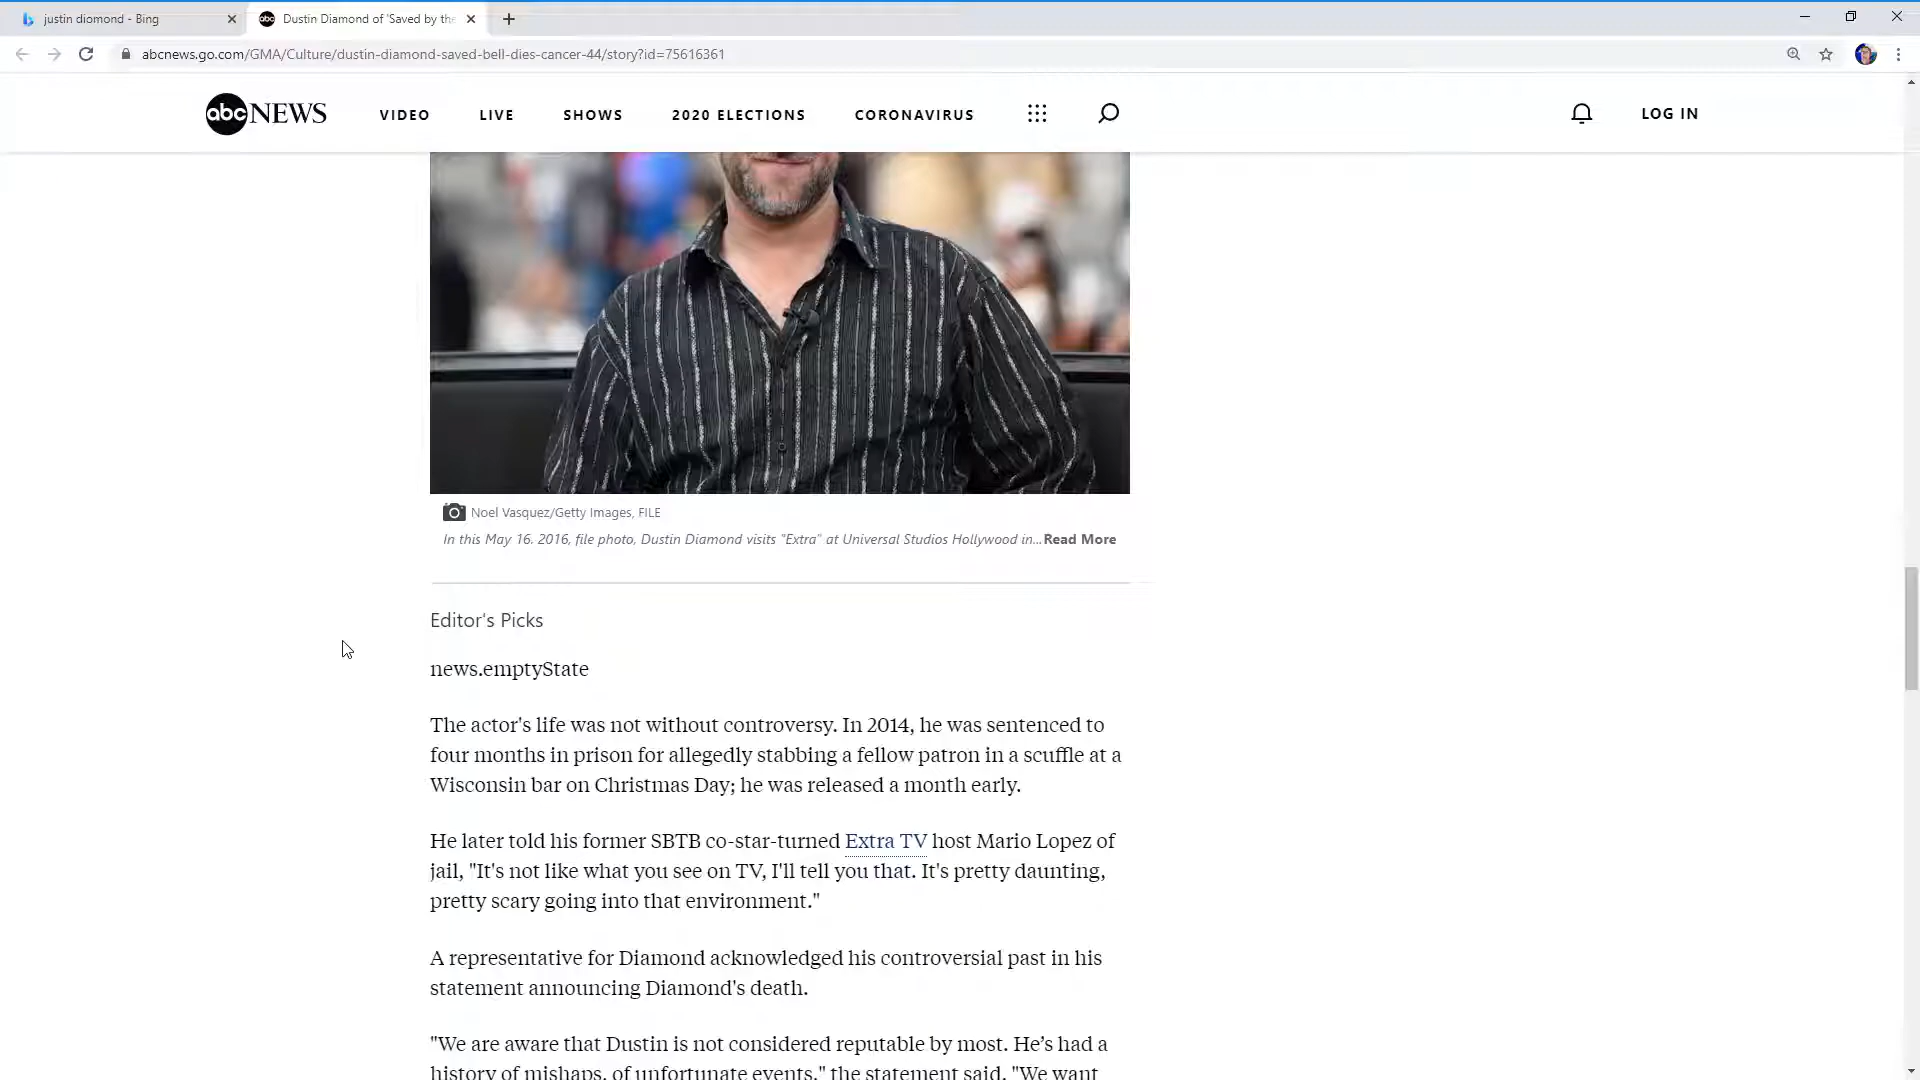 justin diomond - Bing
Dustin Diamond of 'Saved by the
abcnews.go.com/GMA/Culture/dustin-diamond-saved-bell-dies-cancer-44/story?id=75616361
abc NEWS VIDEO LIVE SHOWS 2020 ELECTIONS CORONAVIRUS LOG IN
Noel Vasquez/Getty Images, FILE
In this May 16. 2016, file photo, Dustin Diamond visits "Extra" at Universal Studios Hollywood in...Read More
Editor's Picks
news.emptyState
The actor's life was not without controversy. In 2014, he was sentenced to
four months in prison for allegedly stabbing a fellow patron in a scuffle at a
Wisconsin bar on Christmas Day; he was released a month early.
He later told his former SBTB co-star-turned Extra TV host Mario Lopez of
jail, "It's not like what you see on TV, I'll tell you that. It's pretty daunting,
pretty scary going into that environment."
A representative for Diamond acknowledged his controversial past in his
statement announcing Diamond's death.
"We are aware that Dustin is not considered reputable by most. He’s had a
history of mishaps, of unfortunate events," the statement said. "We want